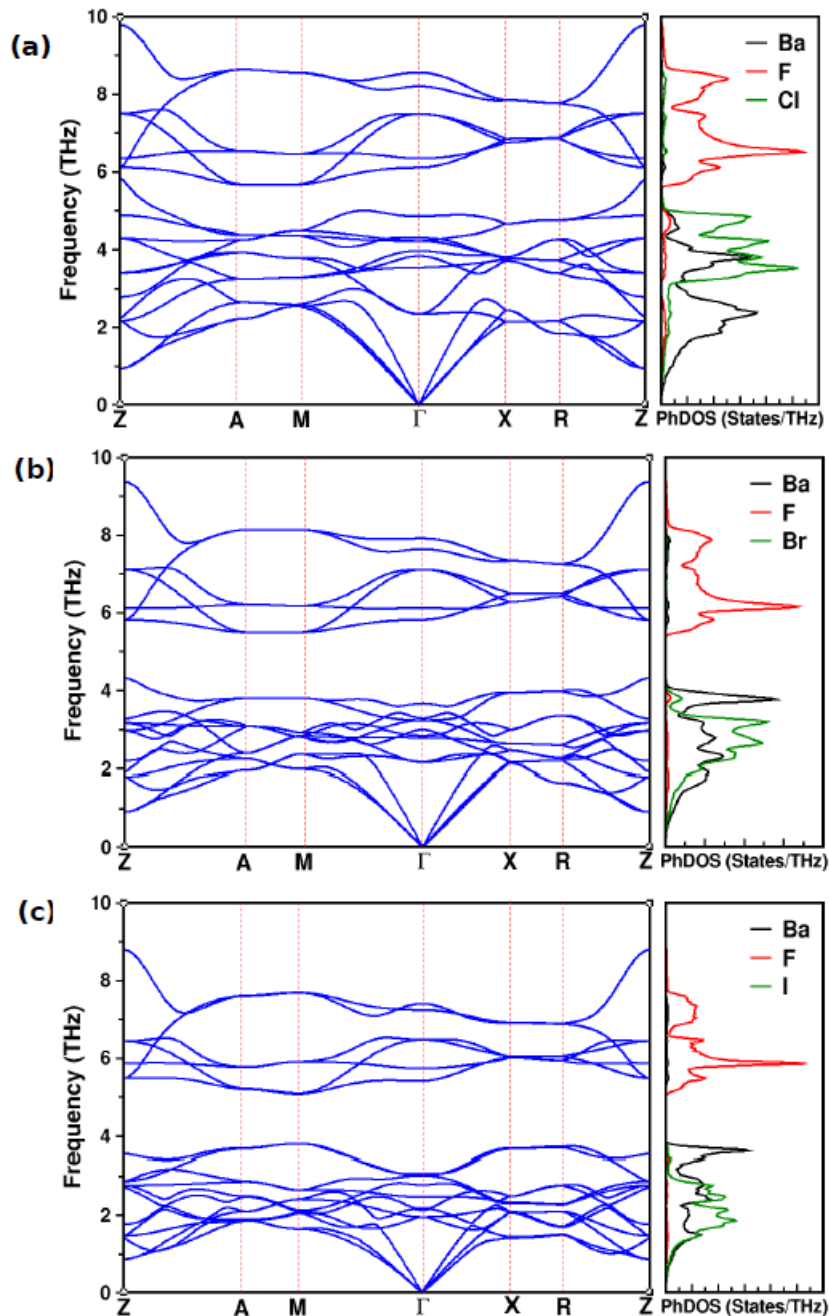 (a)
10
8
6
4
2
0
Frequency (THz)
Z A M Γ X R Z
Ba
F
Cl
PhDOS (States/THz)
(b)
10
8
6
4
2
0
Frequency (THz)
Z A M Γ X R Z
Ba
F
Br
PhDOS (States/THz)
(c)
10
8
6
4
2
0
Frequency (THz)
Z A M Γ X R Z
Ba
F
I
PhDOS (States/THz)